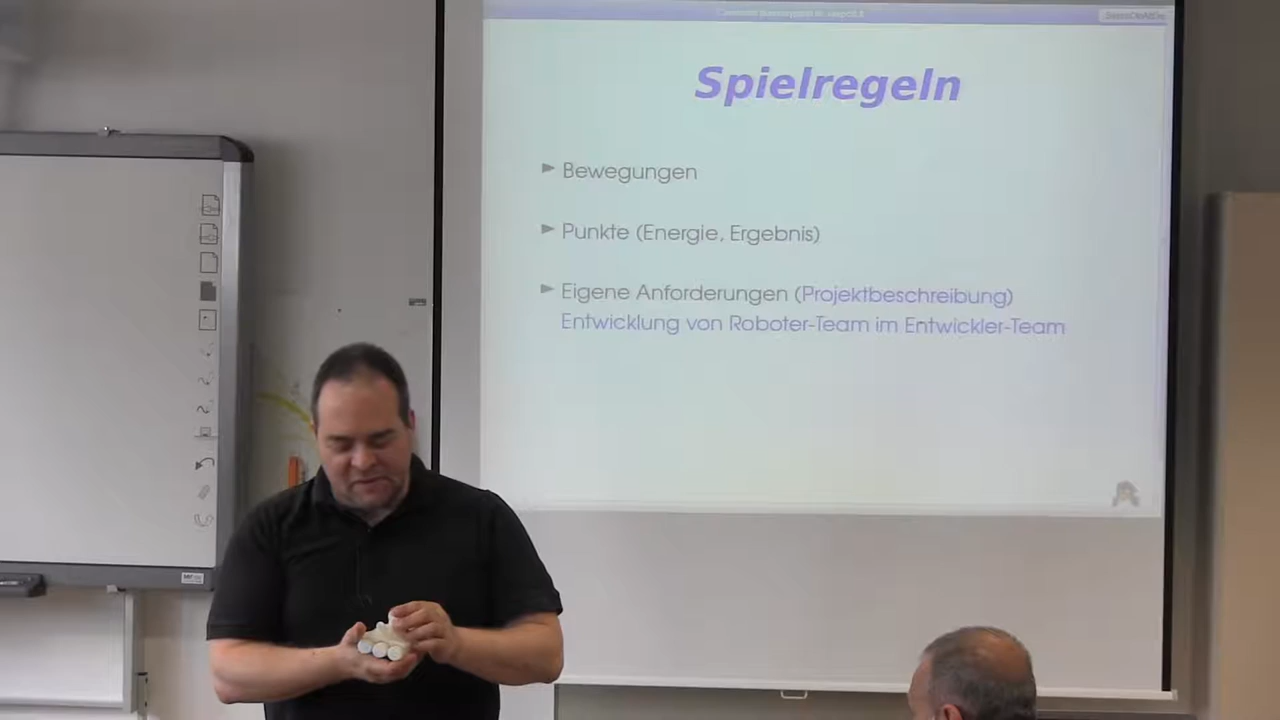 Spielregeln
Bewegungen
Punkte (Energie, Ergebnis)
Eigene Anforderungen (Projektbeschreibung)
Entwicklung von Roboter-Team im Entwickler-Team